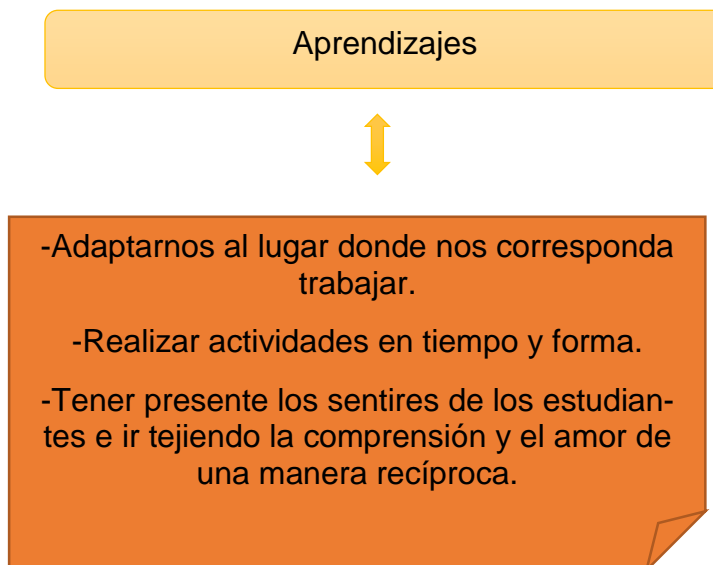 Aprendizajes
-Adaptarnos al lugar donde nos corresponda
trabajar.
-Realizar actividades en tiempo y forma.
-Tener presente los sentires de los estudian-
tes e ir tejiendo la comprensión y el amor de
una manera recíproca.